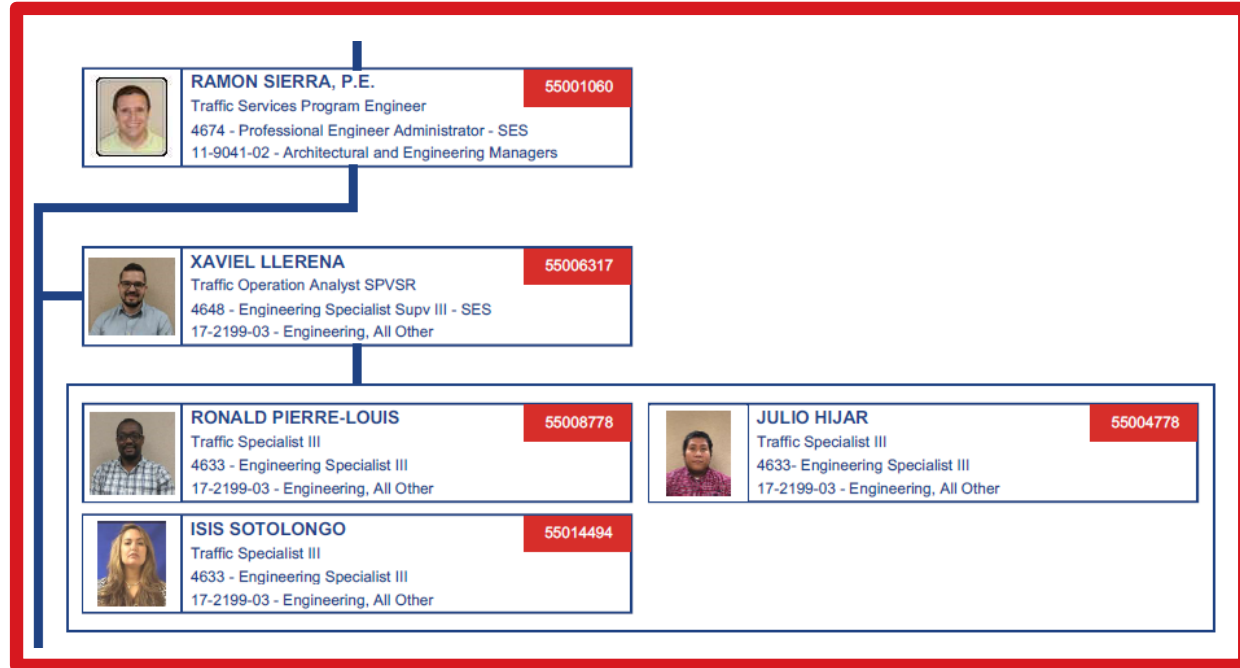 RAMON SIERRA, P.E.
55001060
Traffic Services Program Engineer
4674 - Professional Engineer Administrator - SES
11-9041-02 - Architectural and Engineering Managers
XAVIEL LLERENA
55006317
Traffic Operation Analyst SPVSR
4648 - Engineering Specialist Supv III - SES
17-2199-03 - Engineering, All Other
RONALD PIERRE-LOUIS
55008778
Traffic Specialist III
4633 - Engineering Specialist III
17-2199-03 - Engineering, All Other
JULIO HIJAR
55004778
Traffic Specialist III
4633- Engineering Specialist III
17-2199-03 - Engineering, All Other
ISIS SOTOLONGO
55014494
Traffic Specialist III
4633 - Engineering Specialist III
17-2199-03 - Engineering, All Other